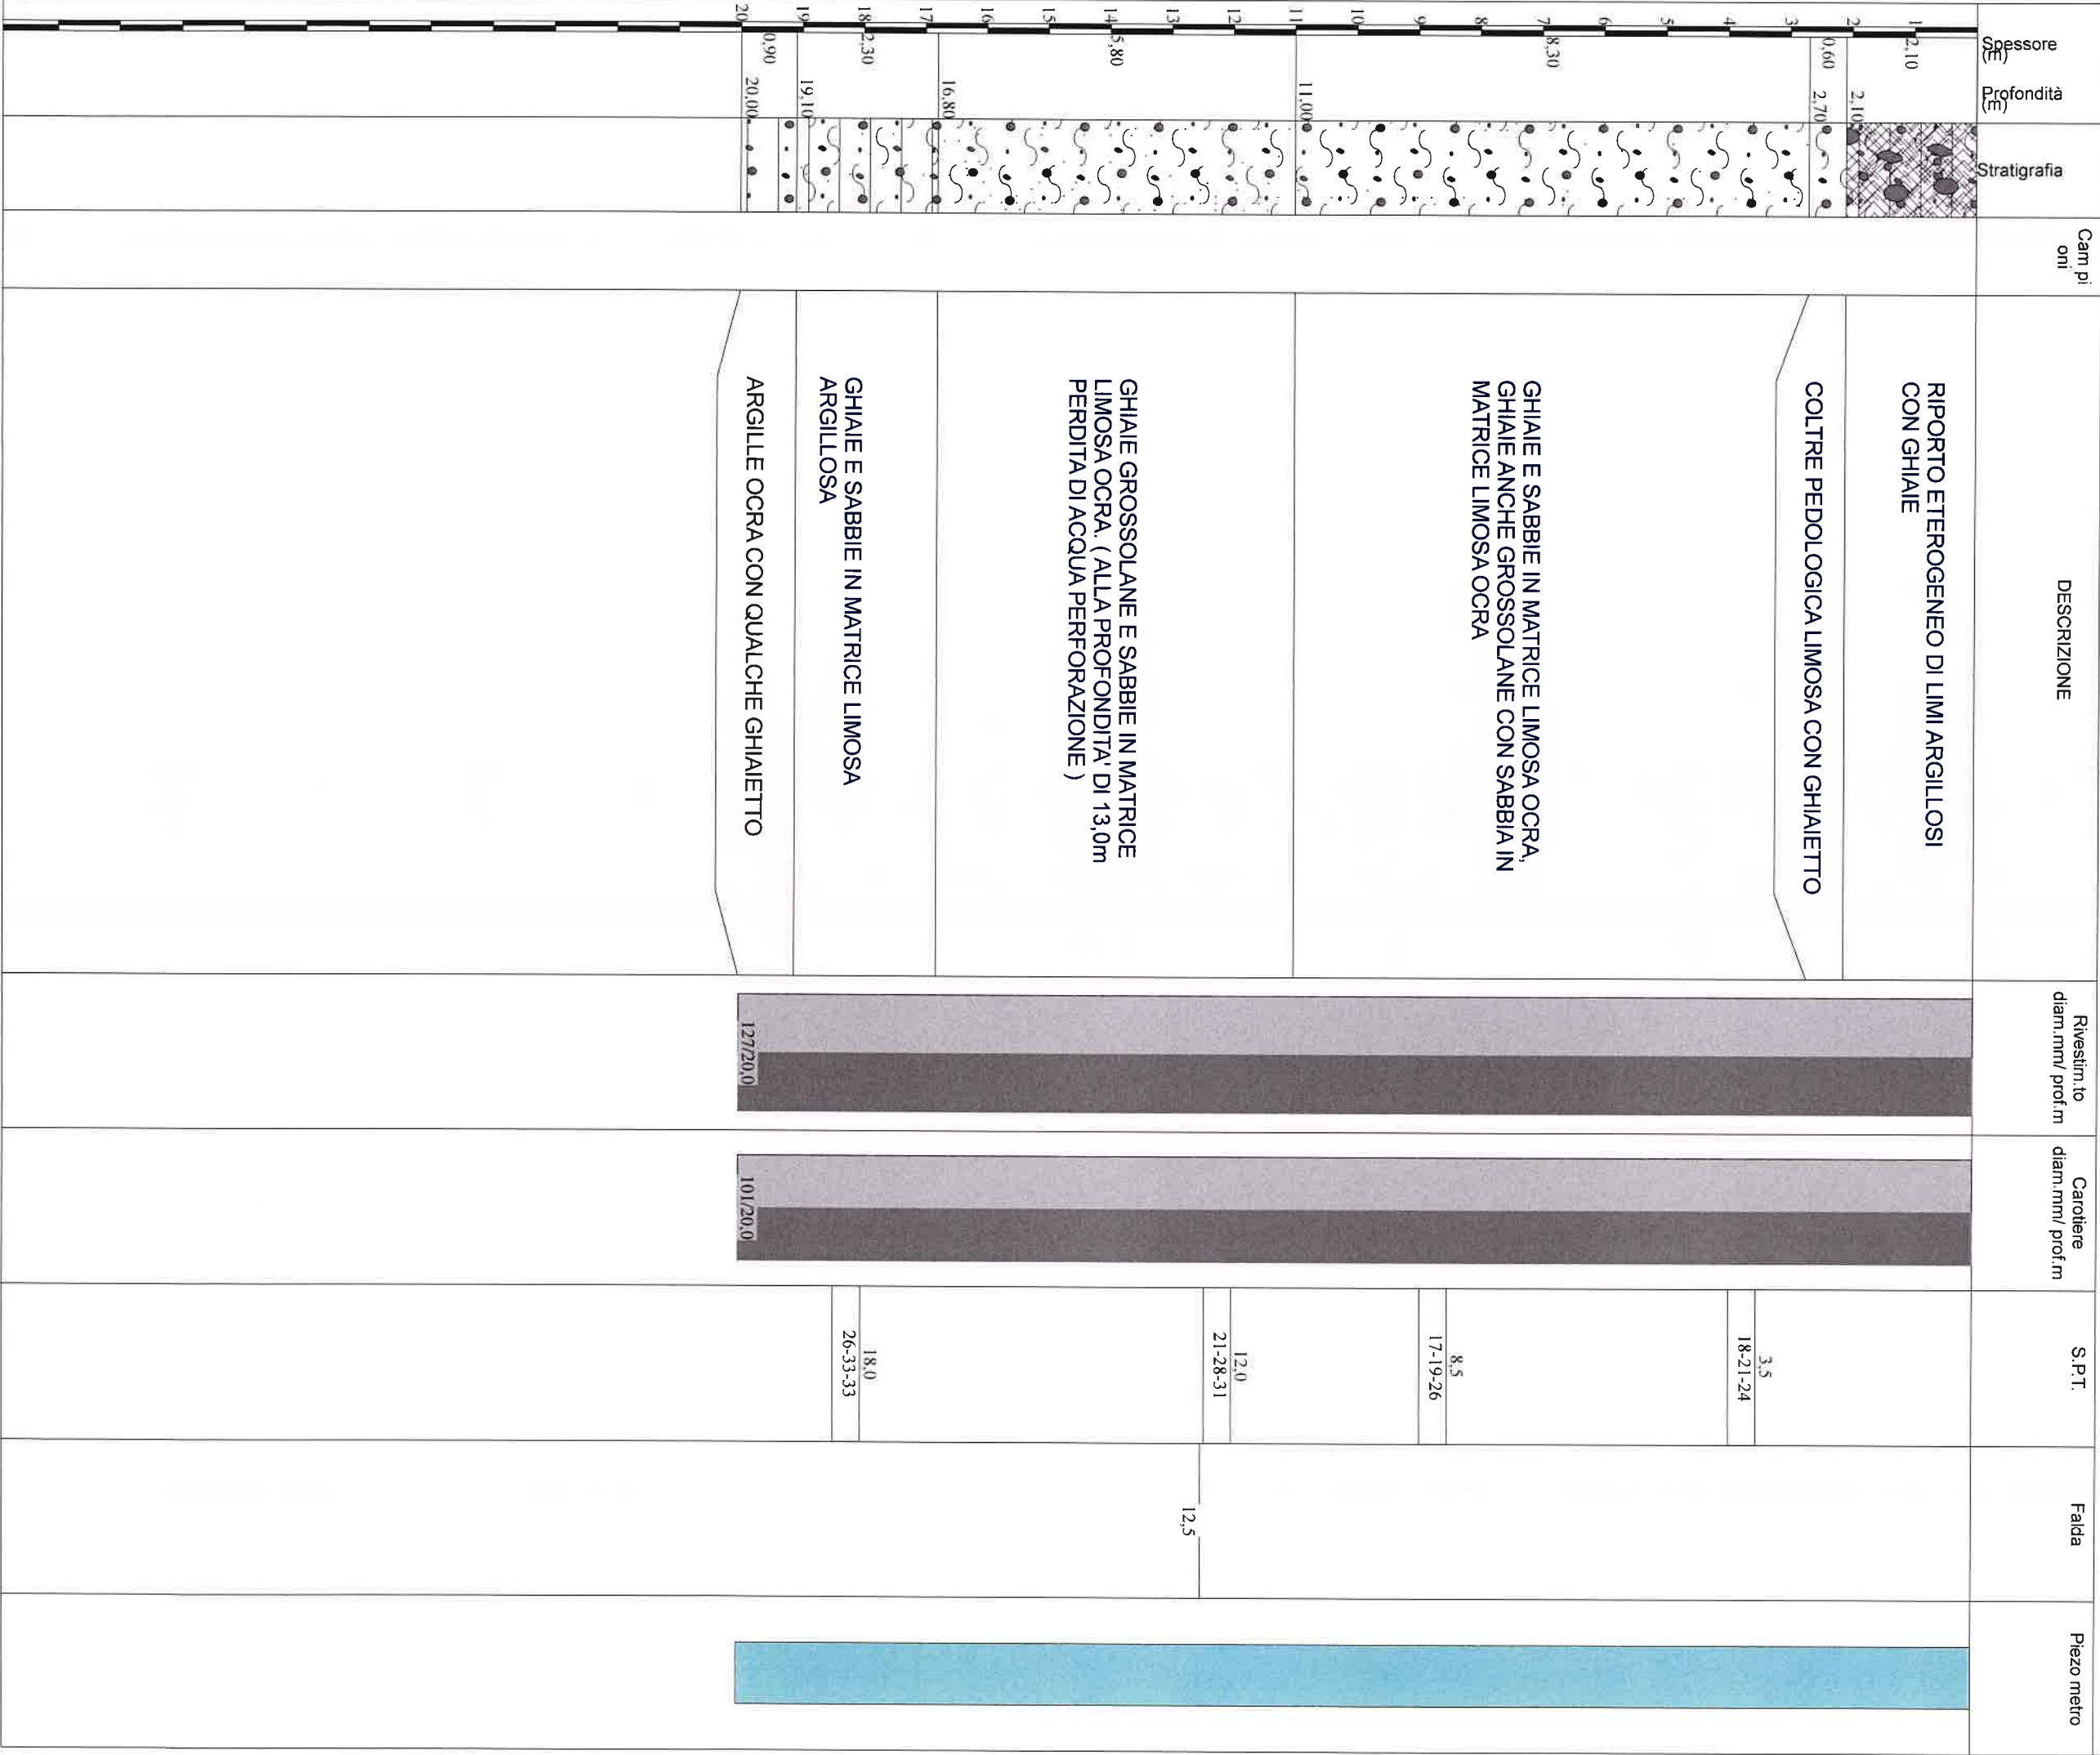 Spessore
(m)
Profondità
(m)
Stratigrafia
Cam pi
oni
DESCRIZIONE
Rivestim.to
diam.mm/ prof.m
Carotiere
diam.mm/ prof.m
S.P.T.
Falda
Piezo metro
1
2
3
4
5
6
7
8
9
10
11
12
13
14
15
16
17
18
19
20
2,10
2,10
RIPORTO ETEROGENEO DI LIMI ARGILLOSI
CON GHIAIE
0,60
2,70
COLTRE PEDOLOGICA LIMOSA CON GHIAIETTO
8,30
11,00
GHIAIE E SABBIE IN MATRICE LIMOSA OCRA,
GHIAIE ANCHE GROSSOLANE CON SABBIA IN
MATRICE LIMOSA OCRA
5,80
16,80
GHIAIE GROSSOLANE E SABBIE IN MATRICE
LIMOSA OCRA. ( ALLA PROFONDITA' DI 13,0m
PERDITA DI ACQUA PERFORAZIONE )
2,30
19,10
GHIAIE E SABBIE IN MATRICE LIMOSA
ARGILLOSA
0,90
20,00
ARGILLE OCRA CON QUALCHE GHIAIETTO
127/20,0
101/20,0
3,5
18-21-24
8,5
17-19-26
12,0
21-28-31
18,0
26-33-33
12,5